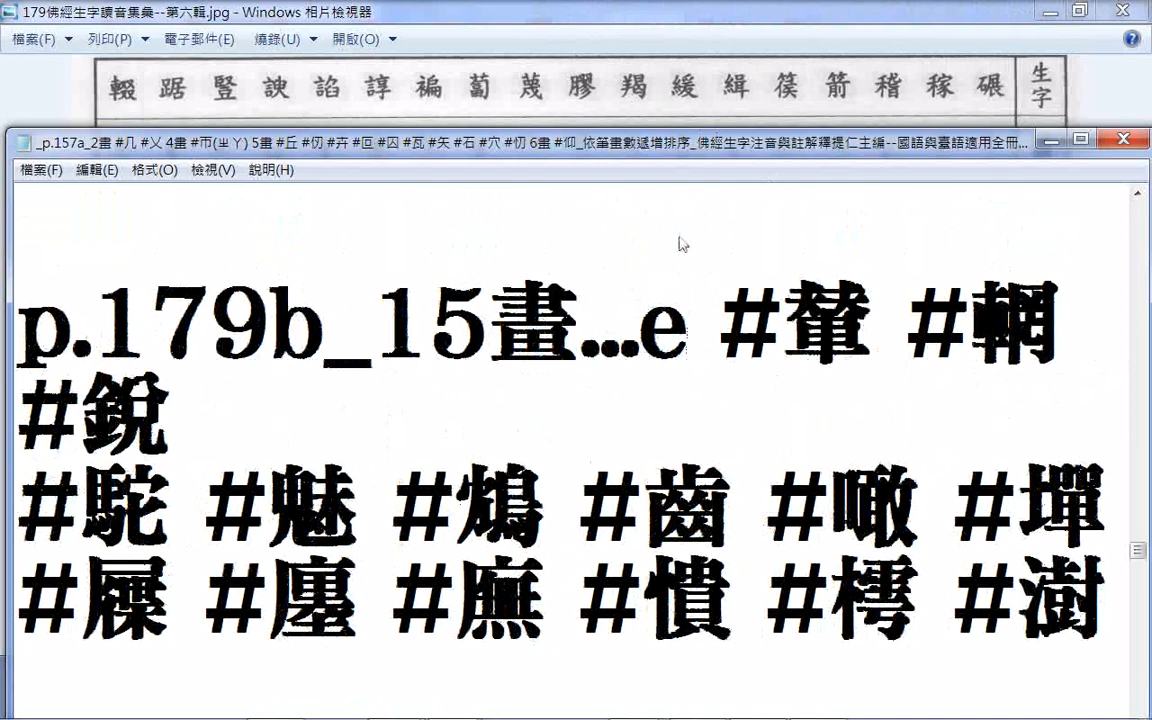 179佛經生字讀音集彙--第六輯.jpg - Windows 相片檢視器
檔案(F) 列印(P) 電子郵件(E) 燒錄(U) 開啟(O)
輟 踞 豎 諛 諂 諄 褊 蔔 蔑 膠 羯 緩 緝 篌 箭 稽 稼 碾 生字
_p.157a_2畫 #几 #乂 4畫 #帀(ㄓㄚ) 5畫 #丘 #仞 #卉 #叵 #囚 #瓦 #矢 #石 #穴 #忉 6畫 #仰_依筆畫數遞增排序_佛經生字注音與註解釋提仁主編--國語與臺語適用全冊...
檔案(F) 編輯(E) 格式(O) 檢視(V) 說明(H)
p.179b_15畫...e #輦 #輞
#銳
#駝 #魅 #鴆 #齒 #噉 #墠
#屧 #廛 #廡 #憒 #樗 #澍